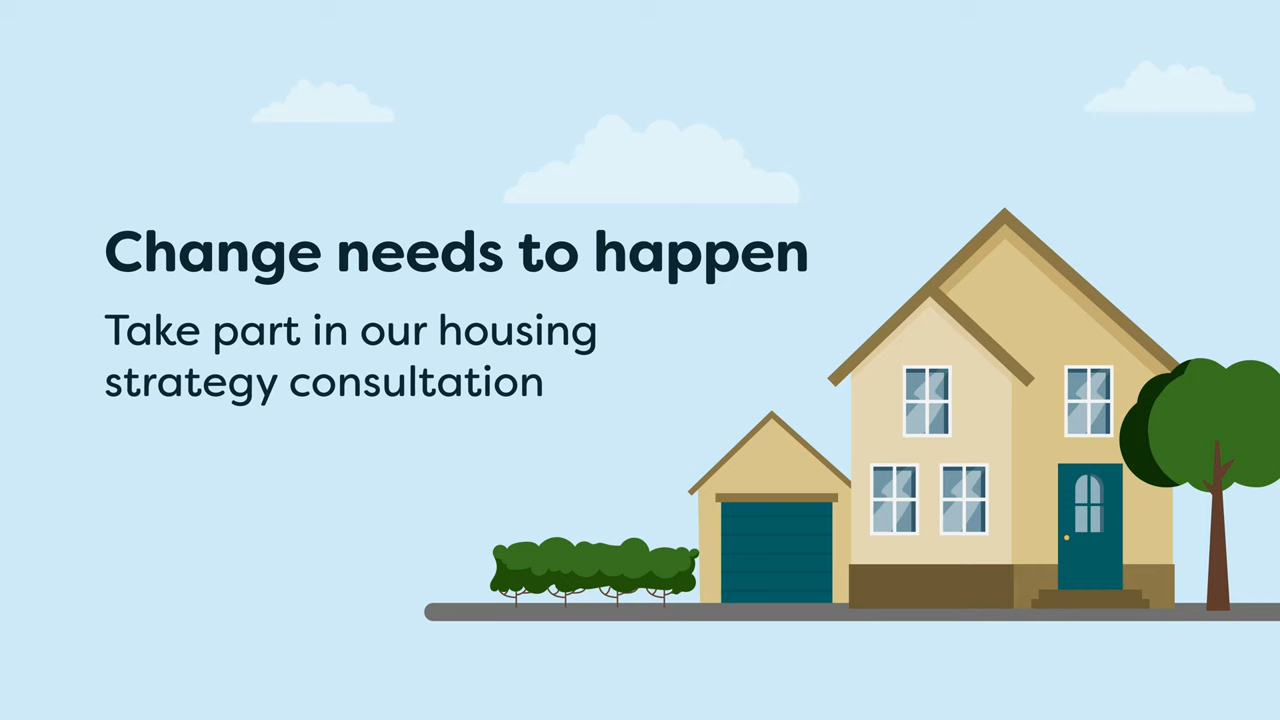 Change needs to happen
Take part in our housing
strategy consultation